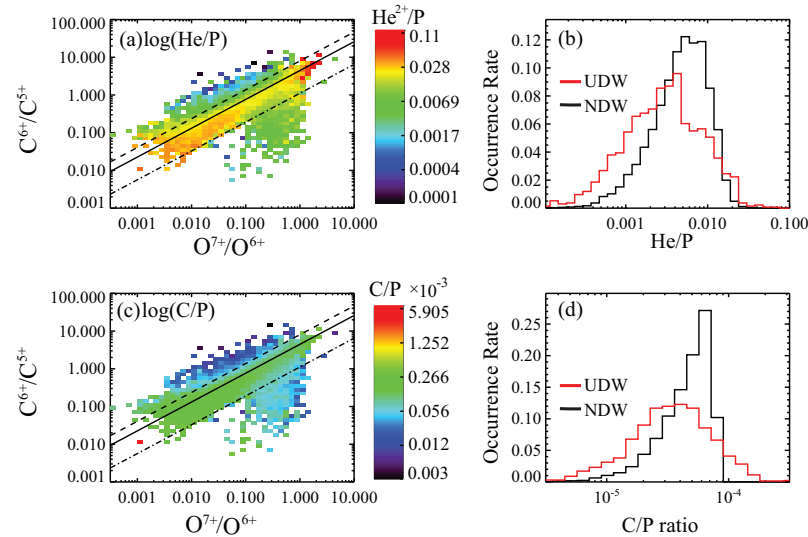 (a)log(He/P)
He²⁺/P
100.000
10.000
1.000
0.100
0.010
0.001
C⁶⁺/C⁵⁺
0.001 0.010 0.100 1.000 10.000
O⁷⁺/O⁶⁺
0.11
0.028
0.0069
0.0017
0.0004
0.0001
(b)
UDW
NDW
0.12
0.10
0.08
0.06
0.04
0.02
0.00
Occurrence Rate
0.001 0.010 0.100
He/P
(c)log(C/P)
C/P ×10⁻³
100.000
10.000
1.000
0.100
0.010
0.001
C⁶⁺/C⁵⁺
0.001 0.010 0.100 1.000 10.000
O⁷⁺/O⁶⁺
5.905
1.252
0.266
0.056
0.012
0.003
(d)
UDW
NDW
0.25
0.20
0.15
0.10
0.05
0.00
Occurrence Rate
10⁻⁵ 10⁻⁴
C/P ratio